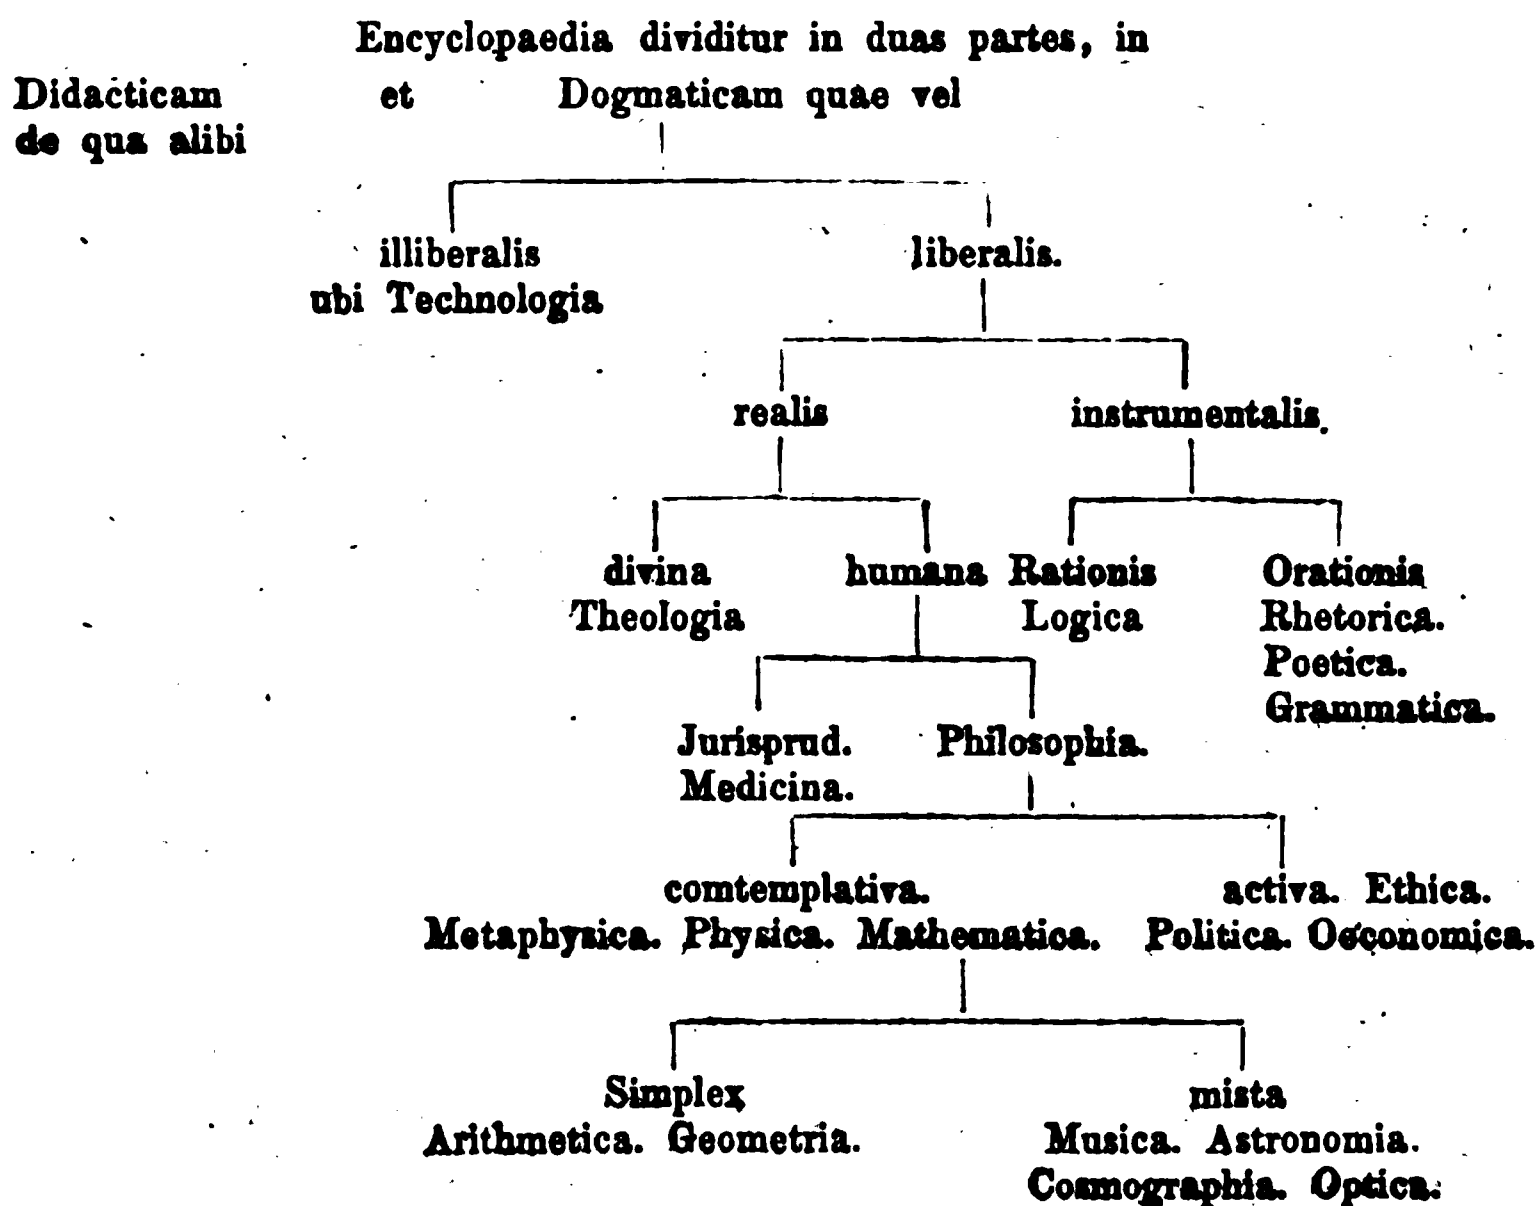 Encyclopaedia dividitur in duas partes, in
Didacticam et Dogmaticam quae vel
de qua alibi
illiberalis liberalis.
ubi Technologia
realis instrumentalis.
divina humana Rationis Orationis
Theologia Logica Rhetorica.
Poetica.
Grammatica.
Jurisprud. Philosophia.
Medicina.
comtemplativa. activa. Ethica.
Metaphysica. Physica. Mathematica. Politica. Oeconomica.
Simplex mista
Arithmetica. Geometria. Musica. Astronomia.
Cosmographia. Optica.